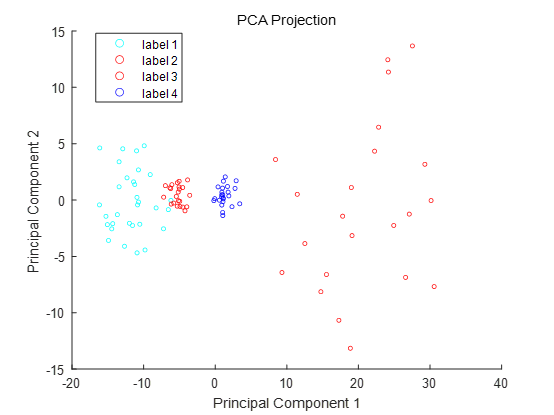 PCA Projection
15
10
5
0
-5
-10
-15
label 1
label 2
label 3
label 4
Principal Component 2
-20
-10
0
10
20
30
40
Principal Component 1